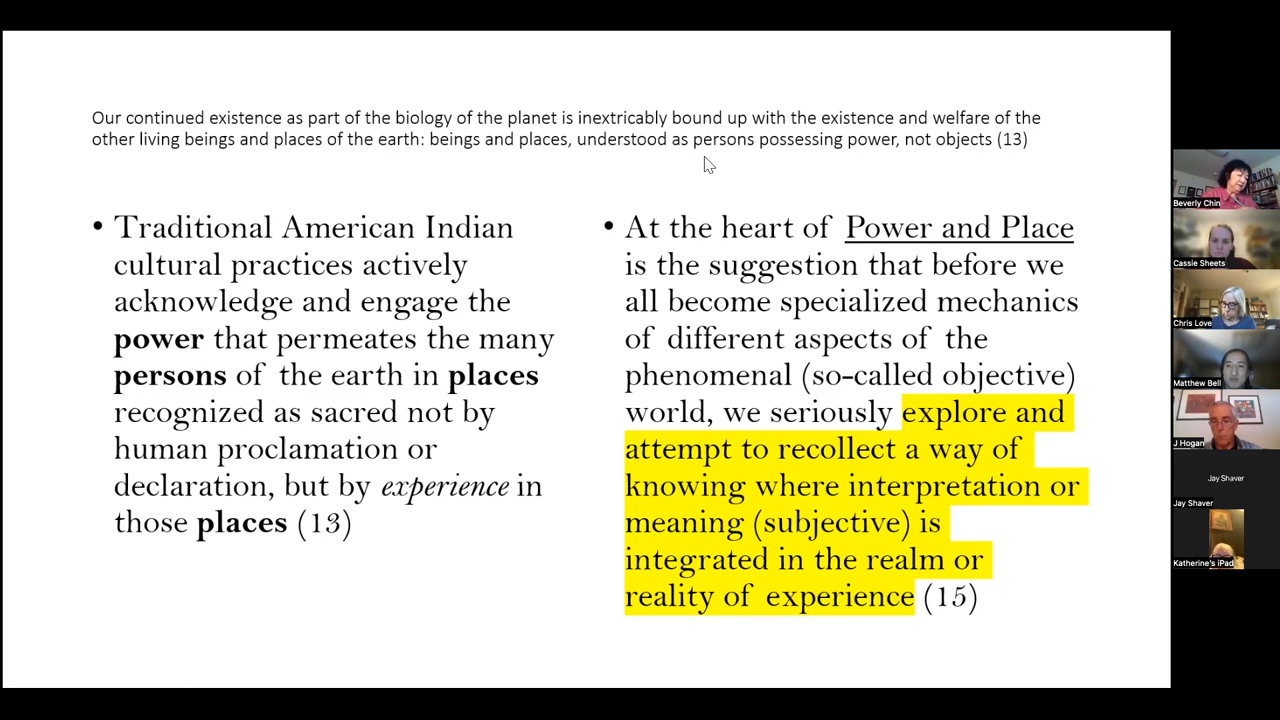 Our continued existence as part of the biology of the planet is inextricably bound up with the existence and welfare of the
other living beings and places of the earth: beings and places, understood as persons possessing power, not objects (13)
• Traditional American Indian
cultural practices actively
acknowledge and engage the
power that permeates the many
persons of the earth in places
recognized as sacred not by
human proclamation or
declaration, but by experience in
those places (13)
• At the heart of Power and Place
is the suggestion that before we
all become specialized mechanics
of different aspects of the
phenomenal (so-called objective)
world, we seriously explore and
attempt to recollect a way of
knowing where interpretation or
meaning (subjective) is
integrated in the realm or
reality of experience (15)
Beverly Chin
Cassie Sheets
Chris Love
Matthew Bell
J Hogan
Jay Shaver
Jay Shaver
Katherine's iPad